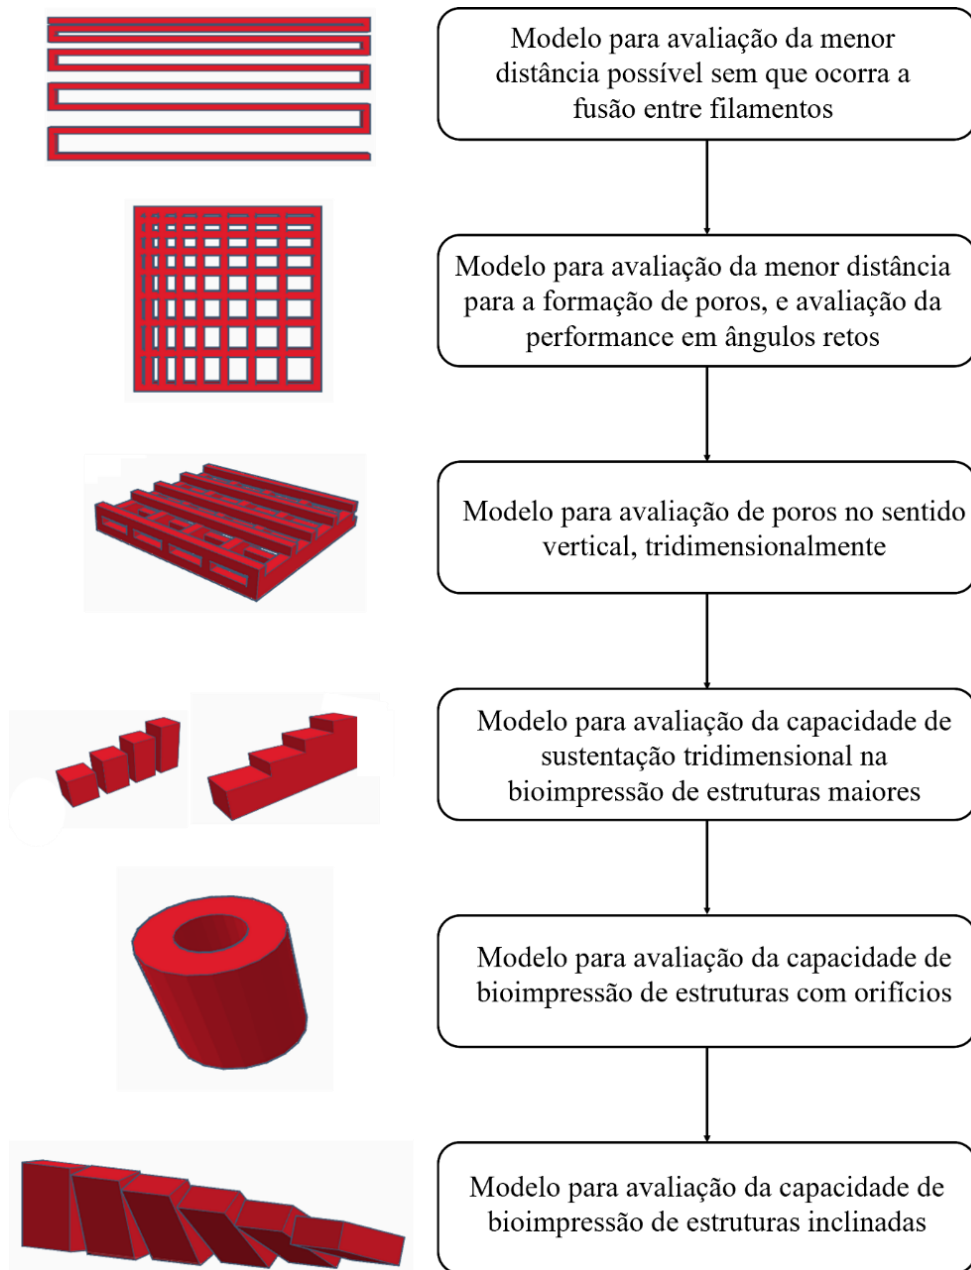 Modelo para avaliação da menor
distância possível sem que ocorra a
fusão entre filamentos
Modelo para avaliação da menor distância
para a formação de poros, e avaliação da
performance em ângulos retos
Modelo para avaliação de poros no sentido
vertical, tridimensionalmente
Modelo para avaliação da capacidade de
sustentação tridimensional na
bioimpressão de estruturas maiores
Modelo para avaliação da capacidade de
bioimpressão de estruturas com orifícios
Modelo para avaliação da capacidade de
bioimpressão de estruturas inclinadas